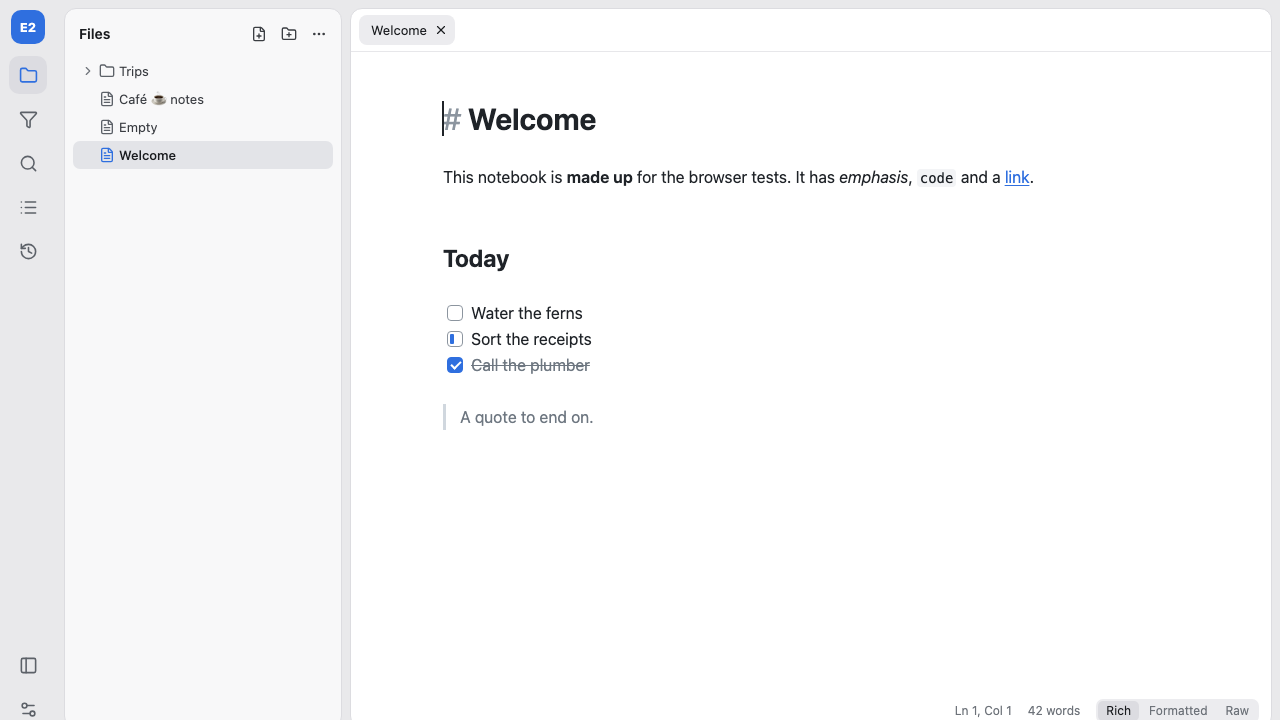 E2
Files
Trips
Café ☕ notes
Empty
Welcome
Welcome
# Welcome
This notebook is made up for the browser tests. It has emphasis, code and a link.
Today
Water the ferns
Sort the receipts
Call the plumber
A quote to end on.
Ln 1, Col 1 42 words Rich Formatted Raw